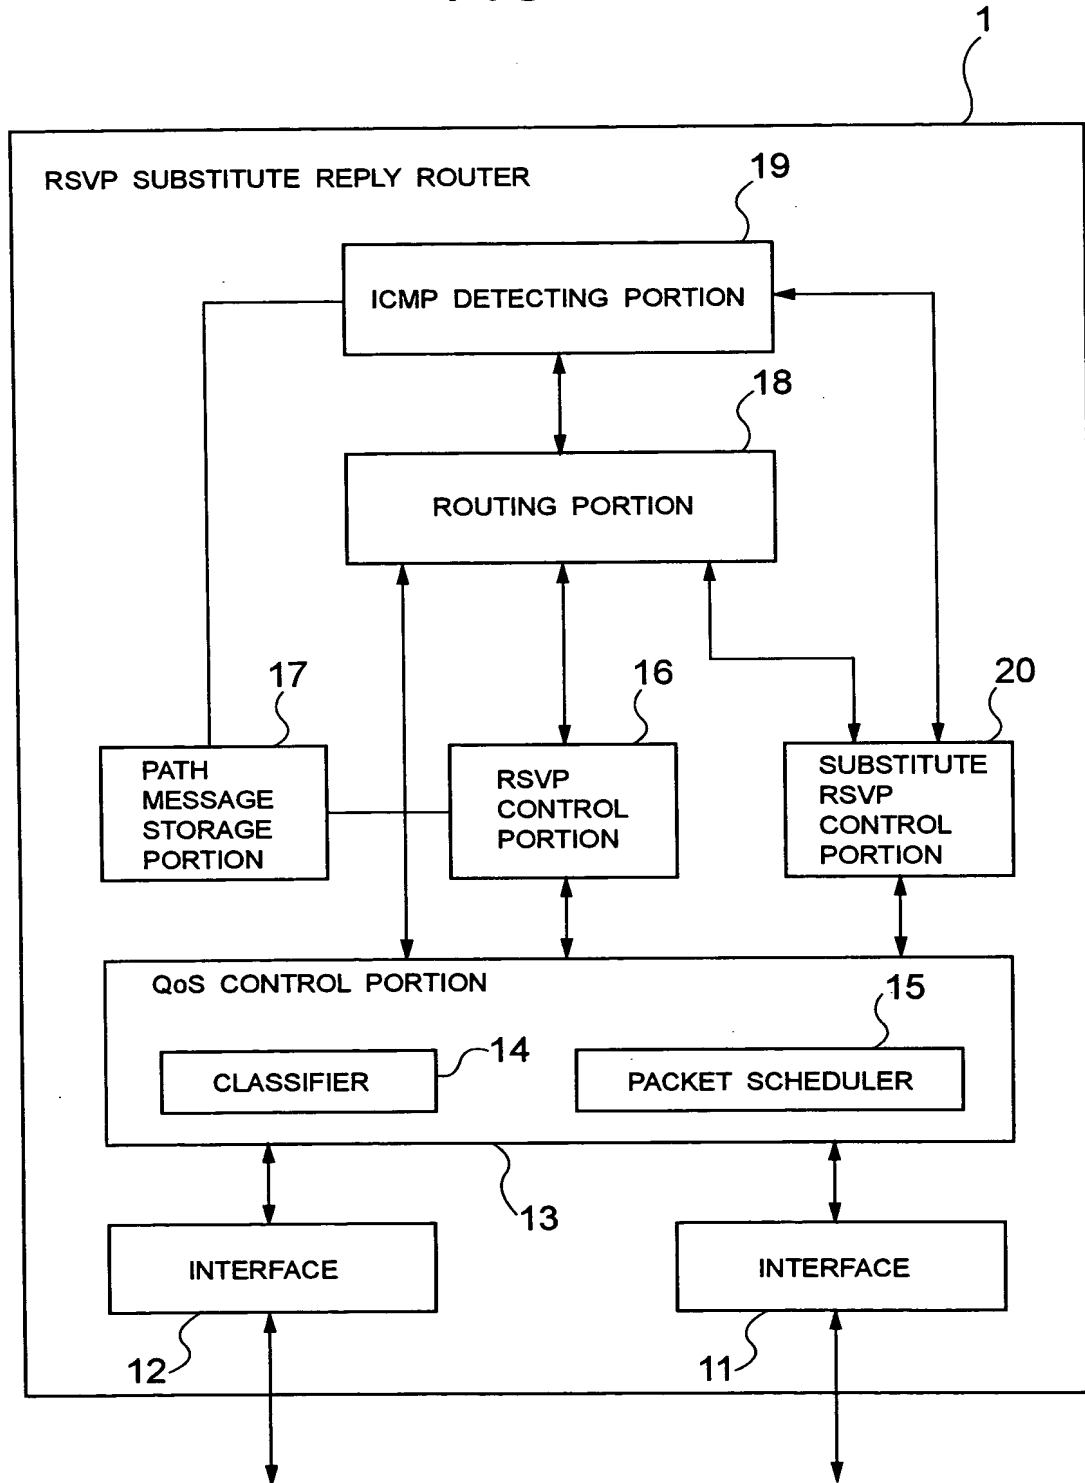 1
RSVP SUBSTITUTE REPLY ROUTER
19
ICMP DETECTING PORTION
18
ROUTING PORTION
17
16
20
PATH
MESSAGE
STORAGE
PORTION
RSVP
CONTROL
PORTION
SUBSTITUTE
RSVP
CONTROL
PORTION
QoS CONTROL PORTION
15
14
CLASSIFIER
PACKET SCHEDULER
13
INTERFACE
INTERFACE
12
11